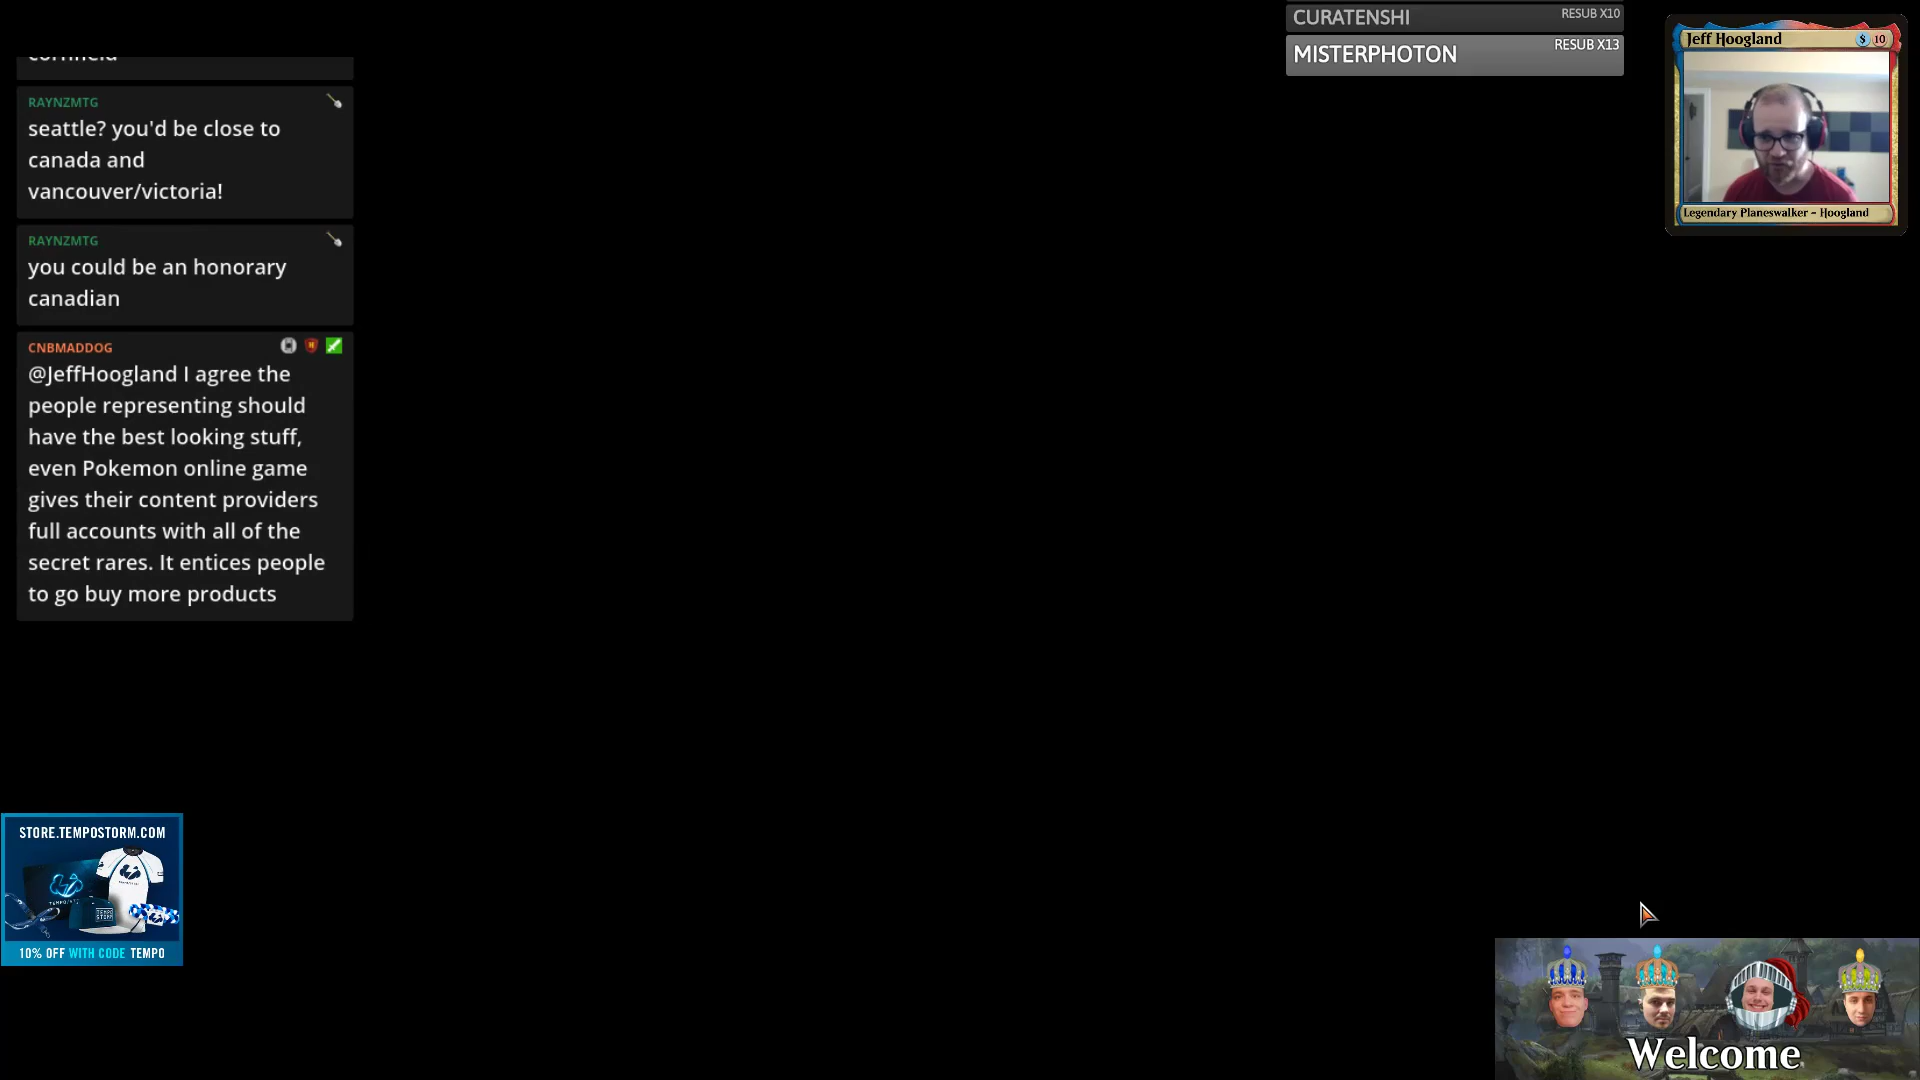 CURATENSHI
RESUB X10
MISTERPHOTON
RESUB X13
Jeff Hoogland
$ 10
Legendary Planeswalker - Hoogland
RAYNZMTG
seattle? you'd be close to
canada and
vancouver/victoria!
RAYNZMTG
you could be an honorary
canadian
CNBMADDOG
@JeffHoogland I agree the
people representing should
have the best looking stuff,
even Pokemon online game
gives their content providers
full accounts with all of the
secret rares. It entices people
to go buy more products
STORE.TEMPOSTORM.COM
10% OFF WITH CODE TEMPO
Welcome